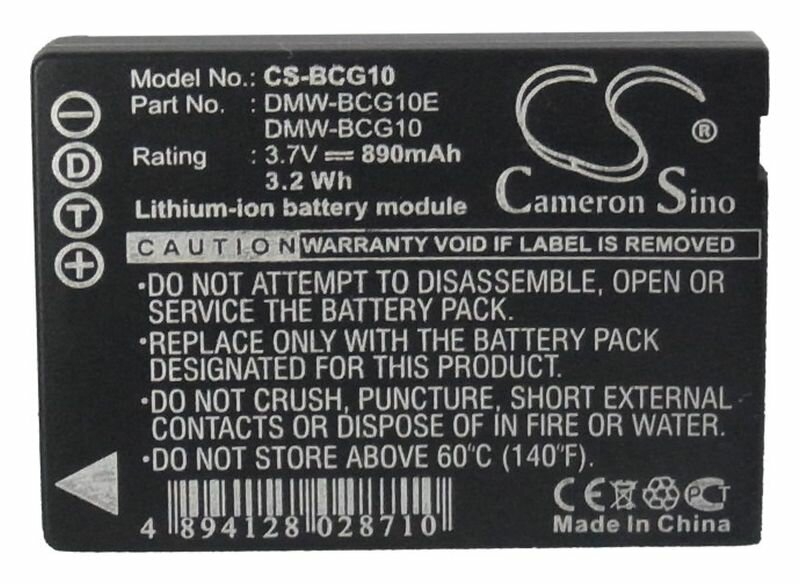 Model No.: CS-BCG10
Part No. : DMW-BCG10E
DMW-BCG10
Rating : 3.7V 890mAh
3.2 Wh
Lithium-ion battery module
CS
®
Cameron Sino
− D T +
CAUTION WARRANTY VOID IF LABEL IS REMOVED
•DO NOT ATTEMPT TO DISASSEMBLE, OPEN OR
SERVICE THE BATTERY PACK.
•REPLACE ONLY WITH THE BATTERY PACK
DESIGNATED FOR THIS EQUIPMENT.
•DO NOT CRUSH, PUNCTURE, SHORT EXTERNAL
CONTACTS OR DISPOSE OF IN FIRE OR WATER.
•DO NOT STORE ABOVE 60°C (140°F).
4 894128 028710
CE PCT
Made In China